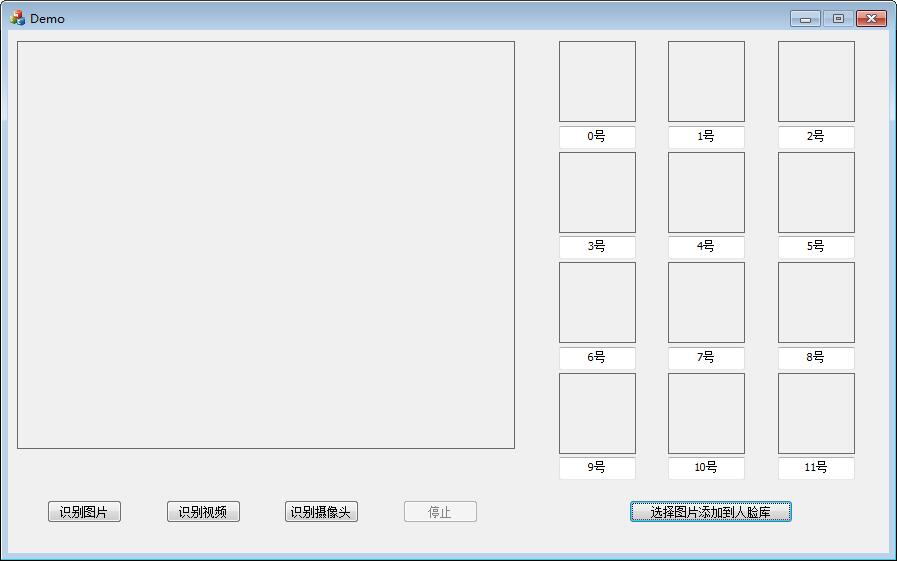 Demo
0号 1号 2号
3号 4号 5号
6号 7号 8号
9号 10号 11号
识别图片 识别视频 识别摄像头 停止 选择图片添加到人脸库